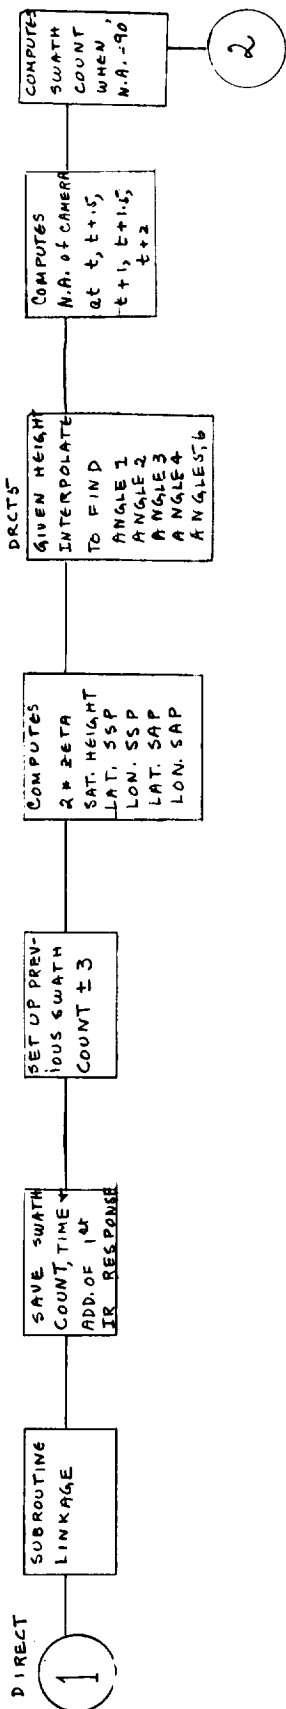 DIRECT
1
SUBROUTING
LINKAGE
SAVE SWATH
COUNT, TIME +
ADD. OF 1st
IR RESPONSE
SET UP PREV-
IOUS SWATH
COUNT ± 3
COMPUTES
2 * ZETA
SAT. HEIGHT
LAT. SSP
LON. SSP
LAT. SAP
LON. SAP
DRCT5
GIVEN HEIGHT
INTERPOLATE
TO FIND
ANGLE 1
ANGLE 2
ANGLE 3
ANGLE 4
ANGLE 5,6
COMPUTES
N.A. of CAMERA
at t, t+.5,
t+1, t+1.5,
t+2
COMPUTES
SWATH
COUNT
WHEN,
N.A.=90
2